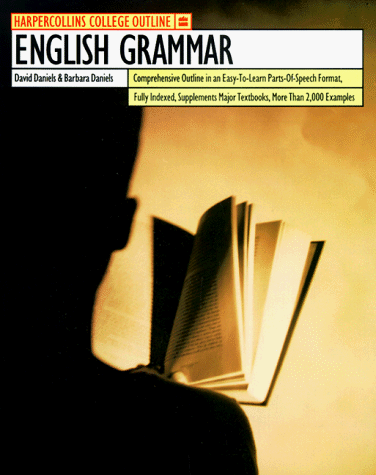 HARPERCOLLINS COLLEGE OUTLINE
ENGLISH GRAMMAR
David Daniels & Barbara Daniels
Comprehensive Outline in an Easy-To-Learn Parts-Of-Speech Format,
Fully Indexed, Supplements Major Textbooks, More Than 2,000 Examples